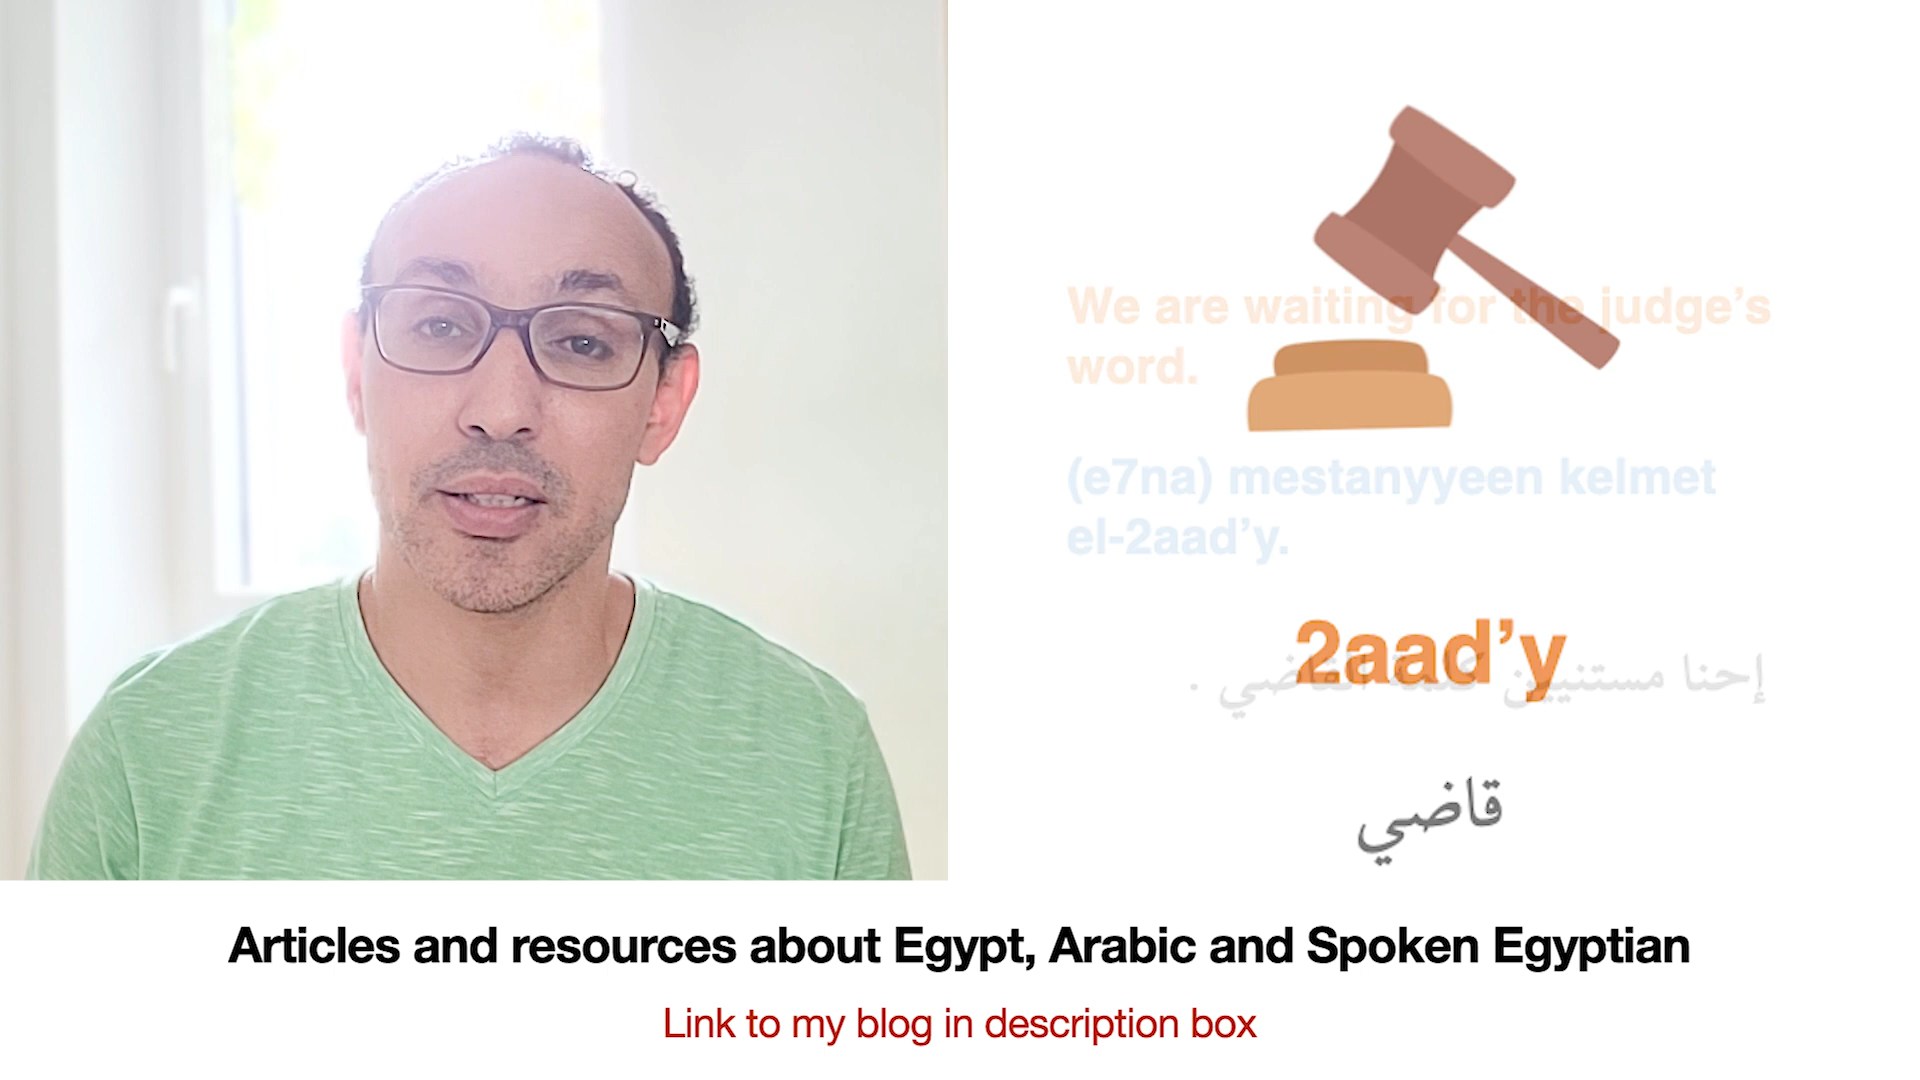 We are waiting for the judge’s
word.
(e7na) mestanyyeen kelmet
el-2aad’y.
2aad’y
إحنا مستنيين كلمة القاضي .
قاضي
Articles and resources about Egypt, Arabic and Spoken Egyptian
Link to my blog in description box